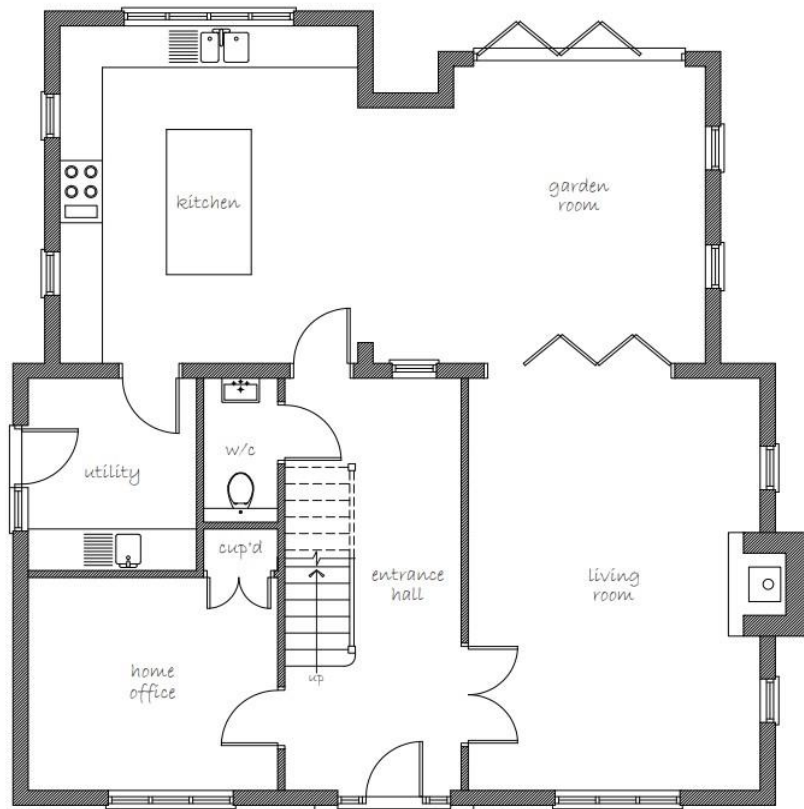 kitchen
garden
room
w/c
utility
cup'd
entrance
hall
living
room
home
office
up